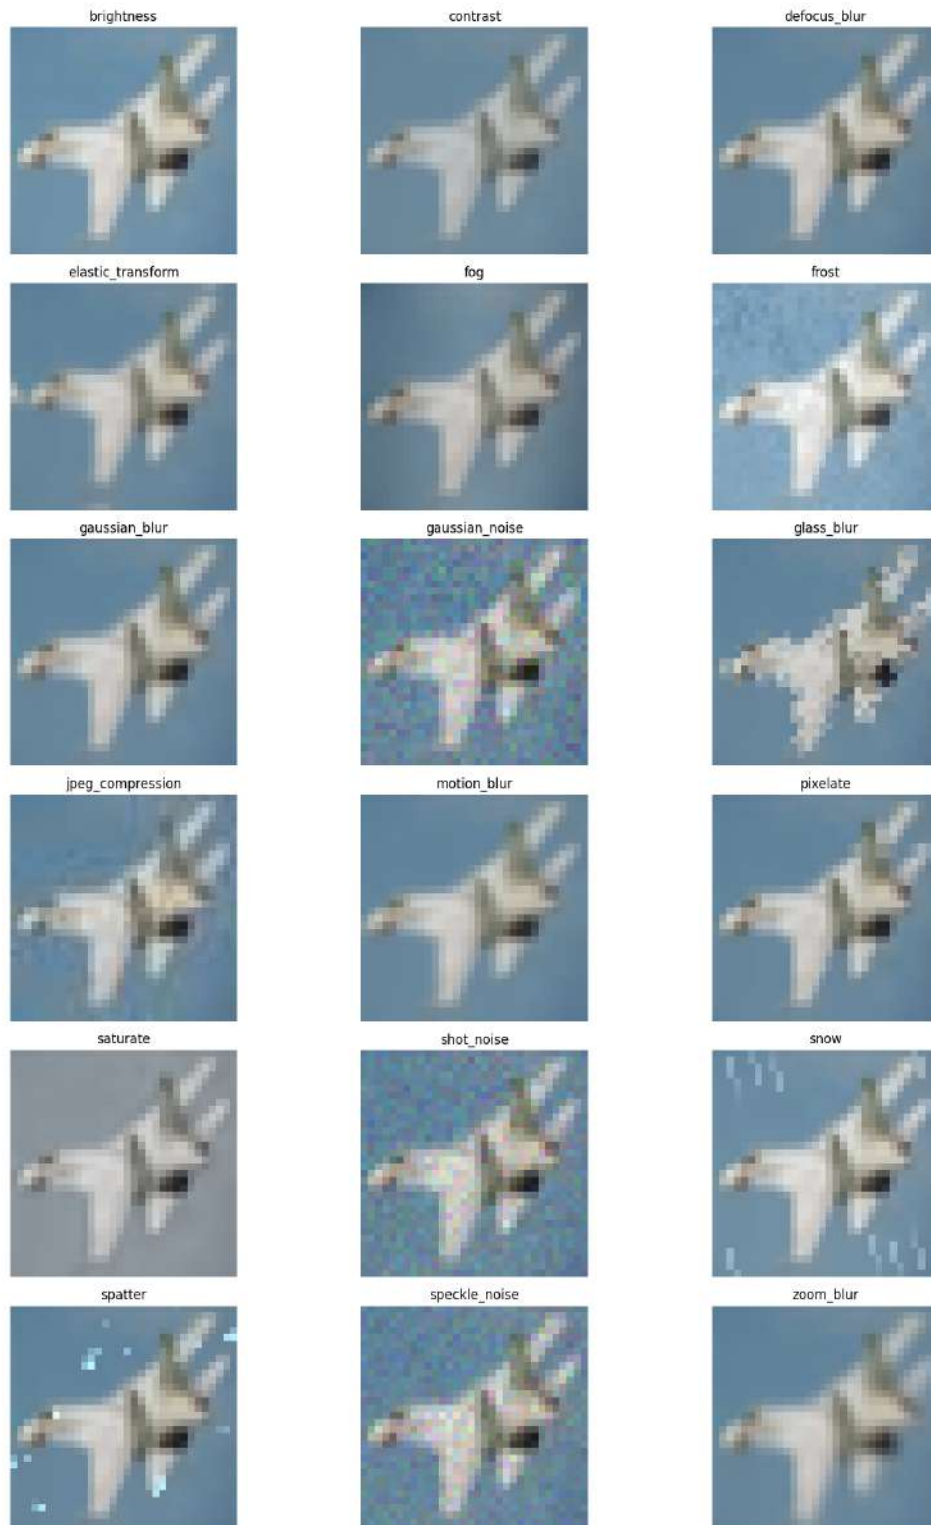 brightness
contrast
defocus_blur
elastic_transform
fog
frost
gaussian_blur
gaussian_noise
glass_blur
jpeg_compression
motion_blur
pixelate
saturate
shot_noise
snow
spatter
speckle_noise
zoom_blur